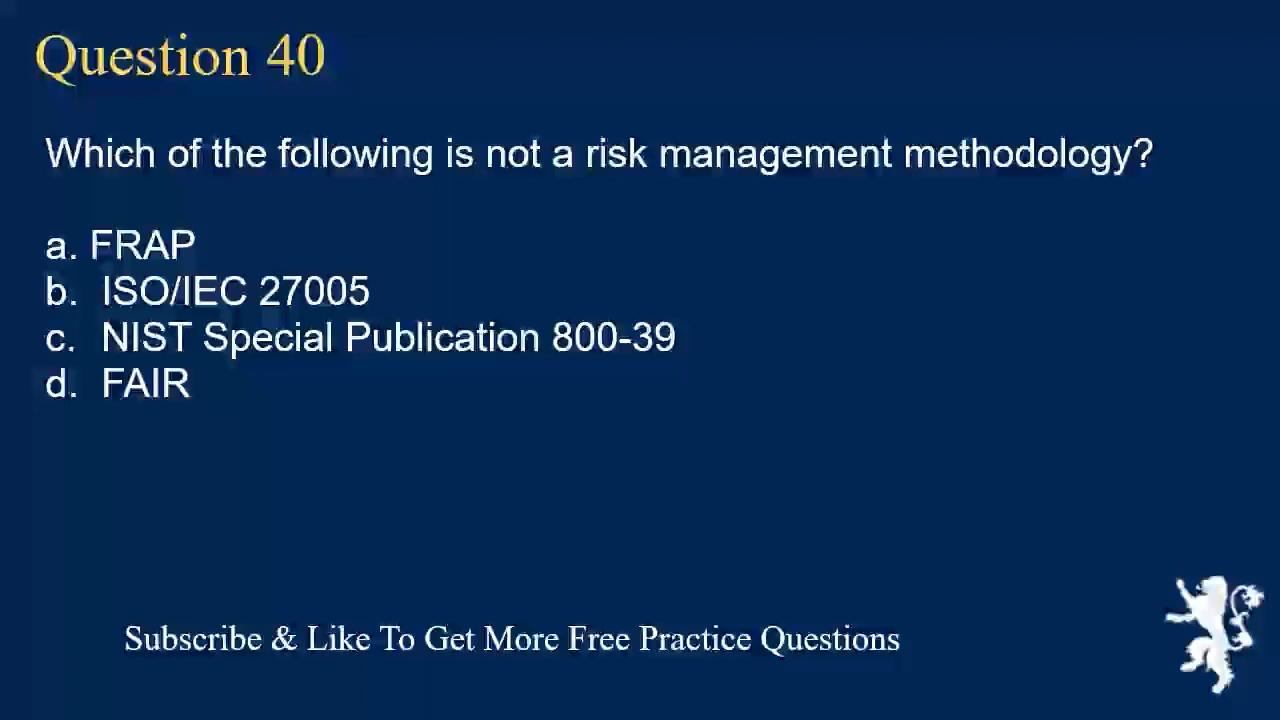 Question 40
Which of the following is not a risk management methodology?
a. FRAP
b. ISO/IEC 27005
c. NIST Special Publication 800-39
d. FAIR
Subscribe & Like To Get More Free Practice Questions